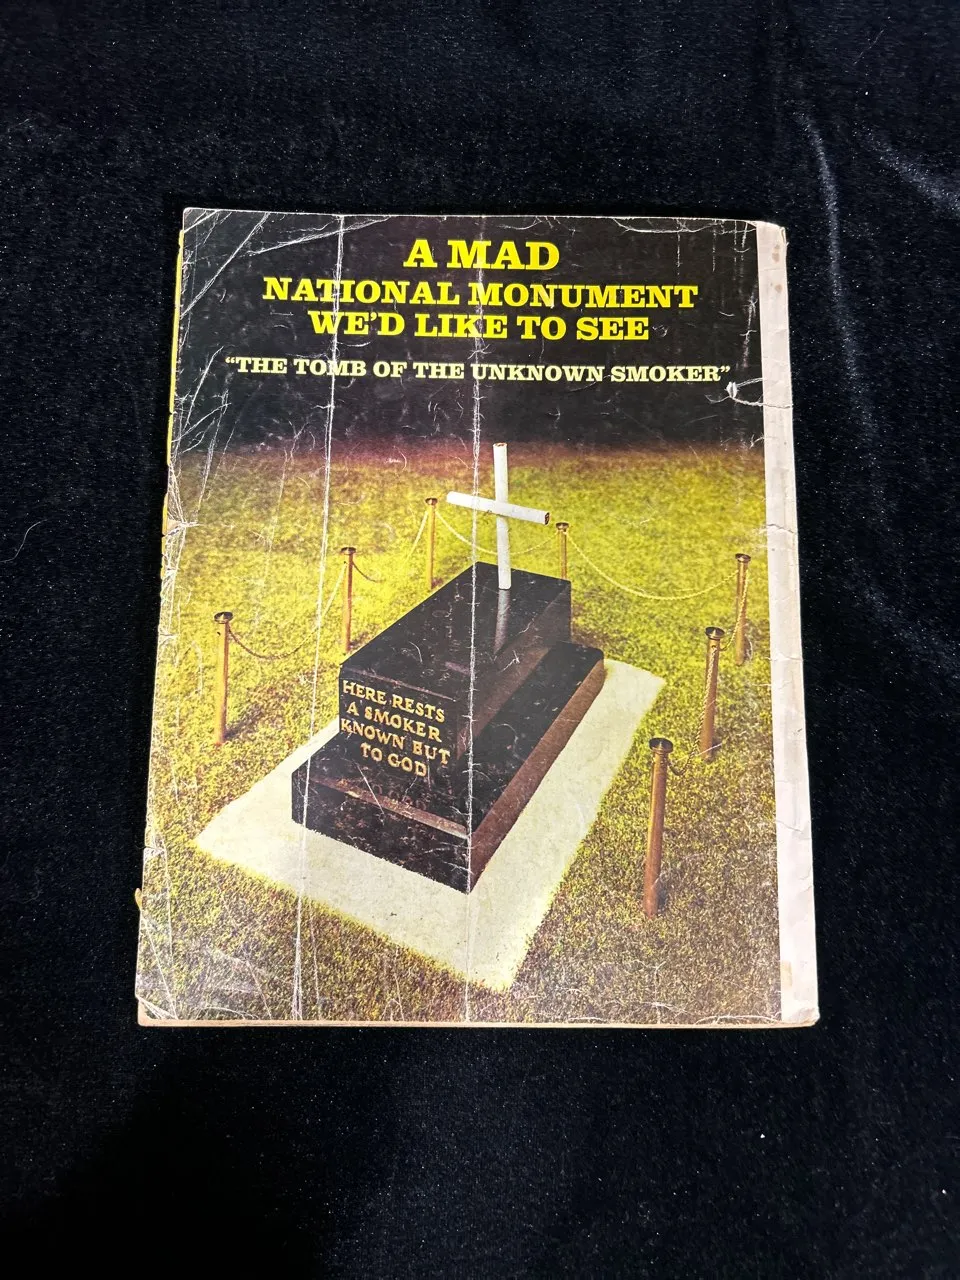 A MAD
NATIONAL MONUMENT
WE'D LIKE TO SEE
“THE TOMB OF THE UNKNOWN SMOKER”
HERE RESTS
A SMOKER
KNOWN BUT
TO GOD